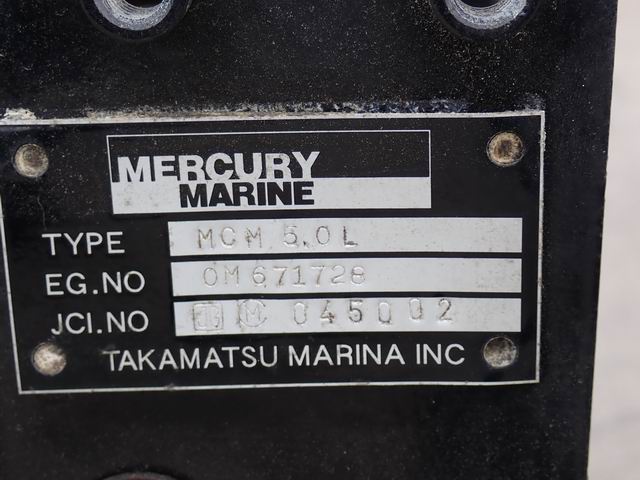 MERCURY
MARINE
TYPE MCM 5.0L
EG.NO 0M671728
JCI.NO M 045002
TAKAMATSU MARINA INC